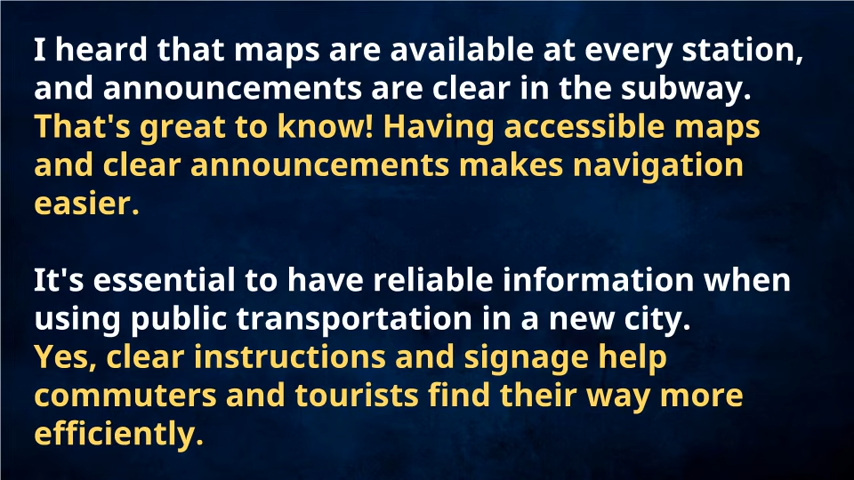 I heard that maps are available at every station,
and announcements are clear in the subway.
That's great to know! Having accessible maps
and clear announcements makes navigation
easier.
It's essential to have reliable information when
using public transportation in a new city.
Yes, clear instructions and signage help
commuters and tourists find their way more
efficiently.